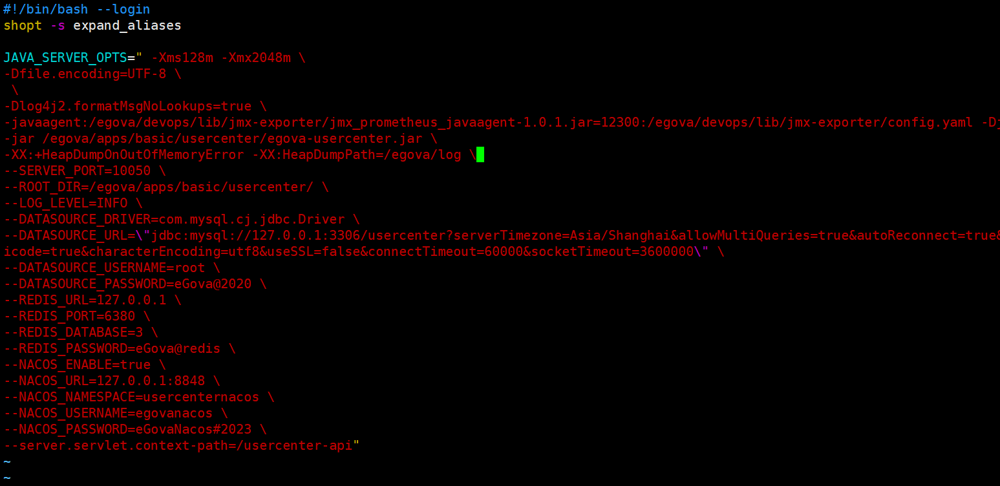 #!/bin/bash --login
shopt -s expand_aliases
JAVA_SERVER_OPTS=" -Xms128m -Xmx2048m \
-Dfile.encoding=UTF-8 \
 \
-Dlog4j2.formatMsgNoLookups=true \
-javaagent:/egova/devops/lib/jmx-exporter/jmx_prometheus_javaagent-1.0.1.jar=12300:/egova/devops/lib/jmx-exporter/config.yaml
-jar /egova/apps/basic/usercenter/egova-usercenter.jar \
-XX:+HeapDumpOnOutOfMemoryError -XX:HeapDumpPath=/egova/log \
--SERVER_PORT=10050 \
--ROOT_DIR=/egova/apps/basic/usercenter/ \
--LOG_LEVEL=INFO \
--DATASOURCE_DRIVER=com.mysql.cj.jdbc.Driver \
--DATASOURCE_URL=\"jdbc:mysql://127.0.0.1:3306/usercenter?serverTimezone=Asia/Shanghai&allowMultiQueries=true&autoReconnect=true&
icode=true&characterEncoding=utf8&useSSL=false&connectTimeout=60000&socketTimeout=3600000\" \
--DATASOURCE_USERNAME=root \
--DATASOURCE_PASSWORD=eGova@2020 \
--REDIS_URL=127.0.0.1 \
--REDIS_PORT=6380 \
--REDIS_DATABASE=3 \
--REDIS_PASSWORD=eGova@redis \
--NACOS_ENABLE=true \
--NACOS_URL=127.0.0.1:8848 \
--NACOS_NAMESPACE=usercenternacos \
--NACOS_USERNAME=egovanacos \
--NACOS_PASSWORD=eGovaNacos#2023 \
--server.servlet.context-path=/usercenter-api"
~
~